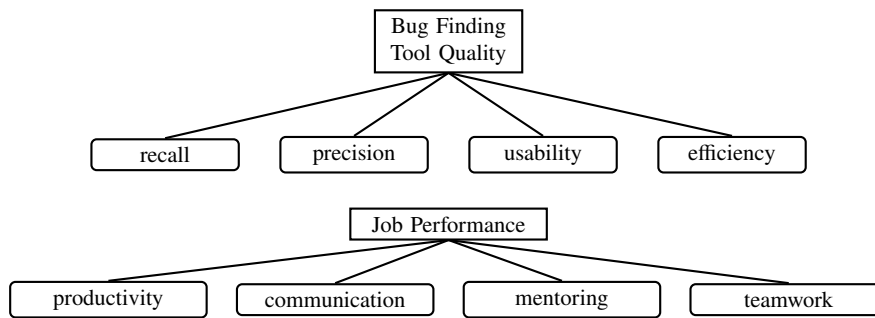 Bug Finding
Tool Quality
recall
precision
usability
efficiency
Job Performance
productivity
communication
mentoring
teamwork